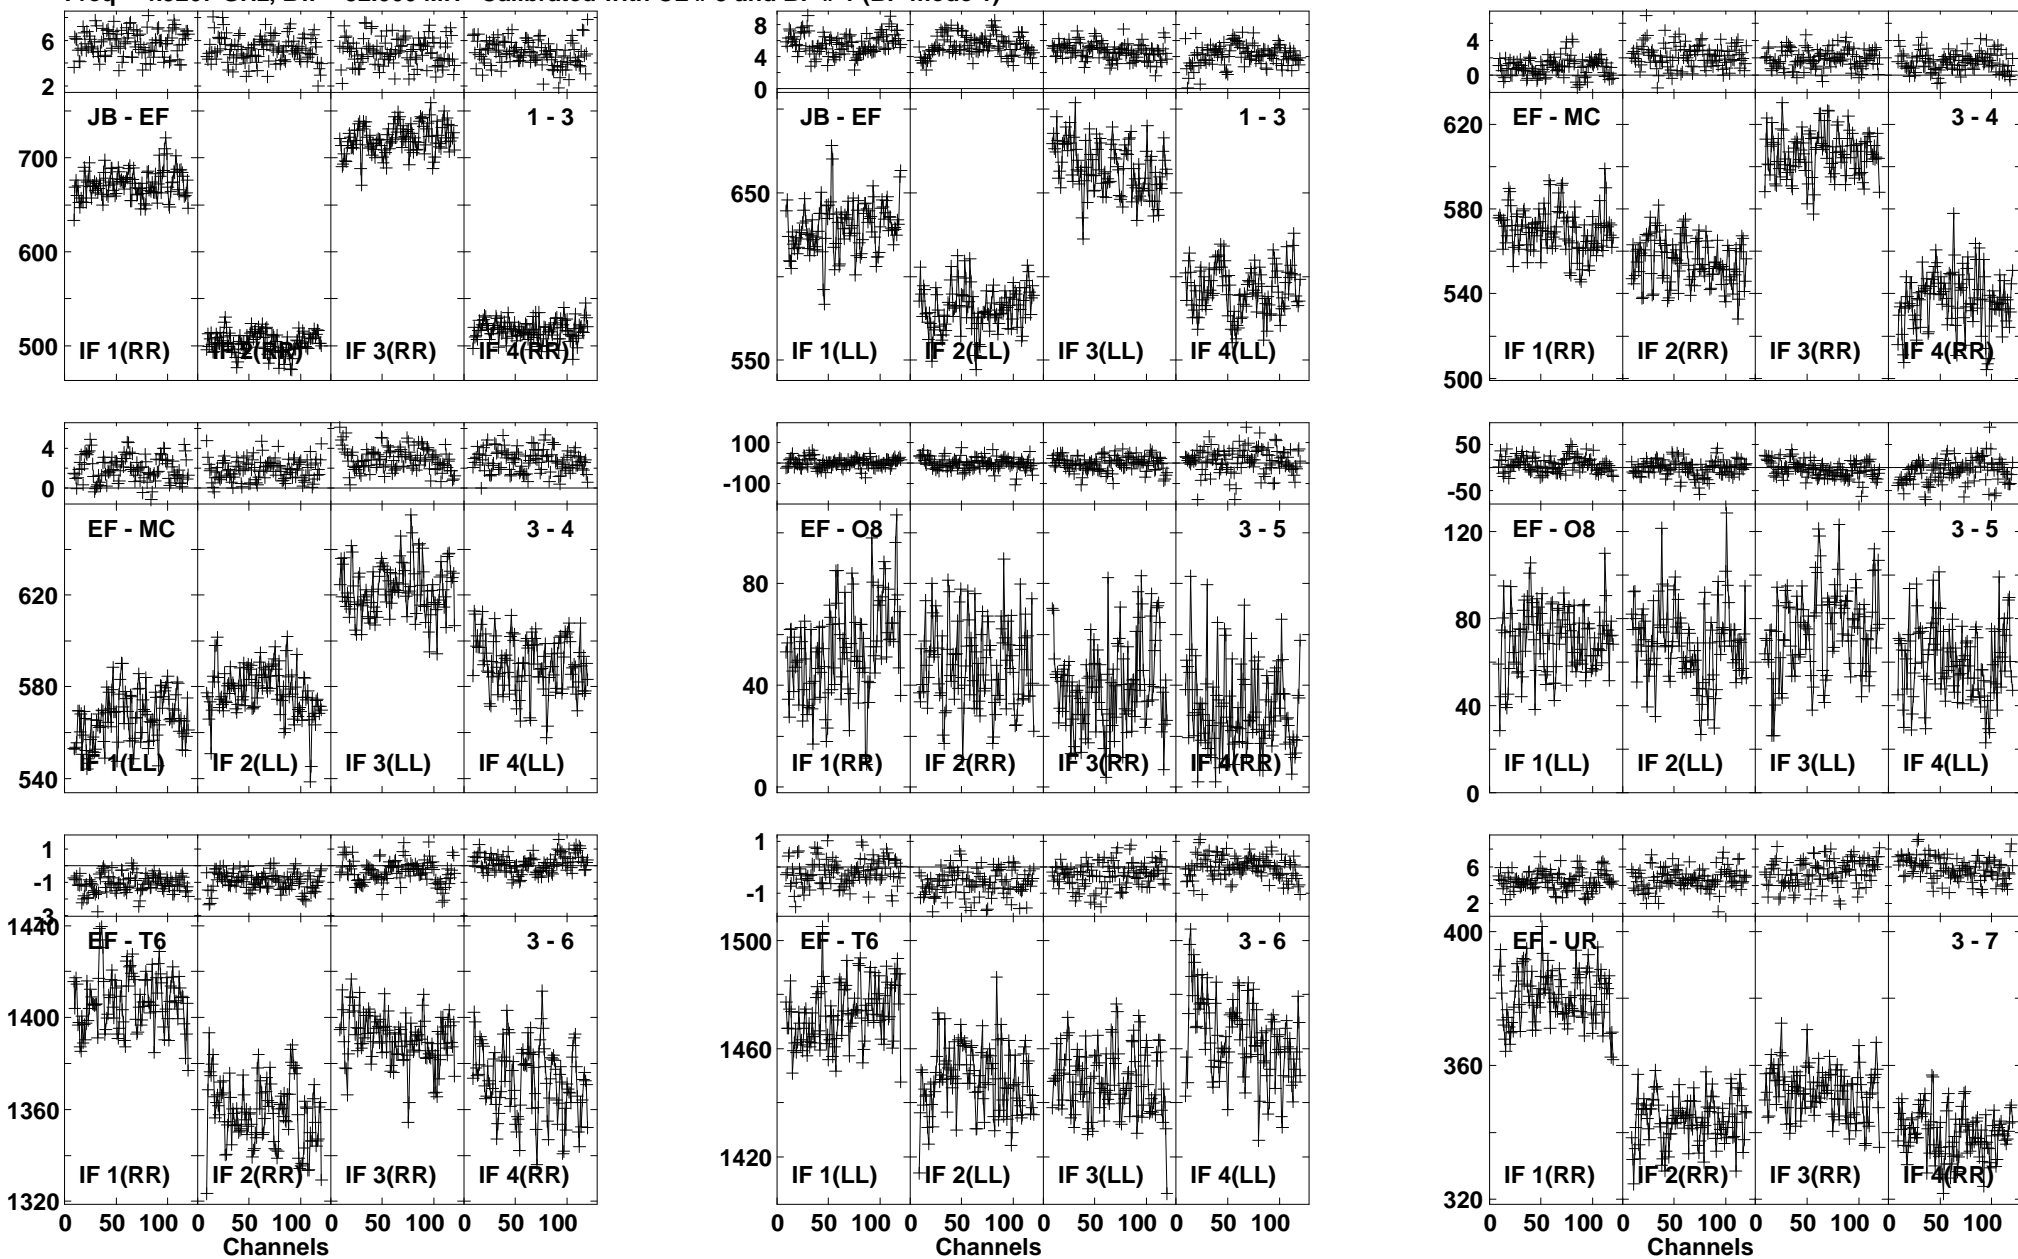 6
2
JB - EF
1 - 3
700
600
500
IF 1(RR)
IF 2(RR)
IF 3(RR)
IF 4(RR)
8
4
0
JB - EF
1 - 3
650
550
IF 1(LL)
IF 2(LL)
IF 3(LL)
IF 4(LL)
4
0
EF - MC
3 - 4
620
580
540
500
IF 1(RR)
IF 2(RR)
IF 3(RR)
IF 4(RR)
4
0
EF - MC
3 - 4
620
580
540
IF 1(LL)
IF 2(LL)
IF 3(LL)
IF 4(LL)
100
-100
EF - O8
3 - 5
80
40
0
IF 1(RR)
IF 2(RR)
IF 3(RR)
IF 4(RR)
50
-50
EF - O8
3 - 5
120
80
40
0
IF 1(LL)
IF 2(LL)
IF 3(LL)
IF 4(LL)
1
-1
-3
EF - T6
3 - 6
1440
1400
1360
1320
IF 1(RR)
IF 2(RR)
IF 3(RR)
IF 4(RR)
0 50 100 0 50 100 0 50 100 0 50 100
Channels
1
-1
EF - T6
3 - 6
1500
1460
1420
IF 1(LL)
IF 2(LL)
IF 3(LL)
IF 4(LL)
0 50 100 0 50 100 0 50 100 0 50 100
Channels
6
2
EF - UR
3 - 7
400
360
320
IF 1(RR)
IF 2(RR)
IF 3(RR)
IF 4(RR)
0 50 100 0 50 100 0 50 100 0 50 100
Channels